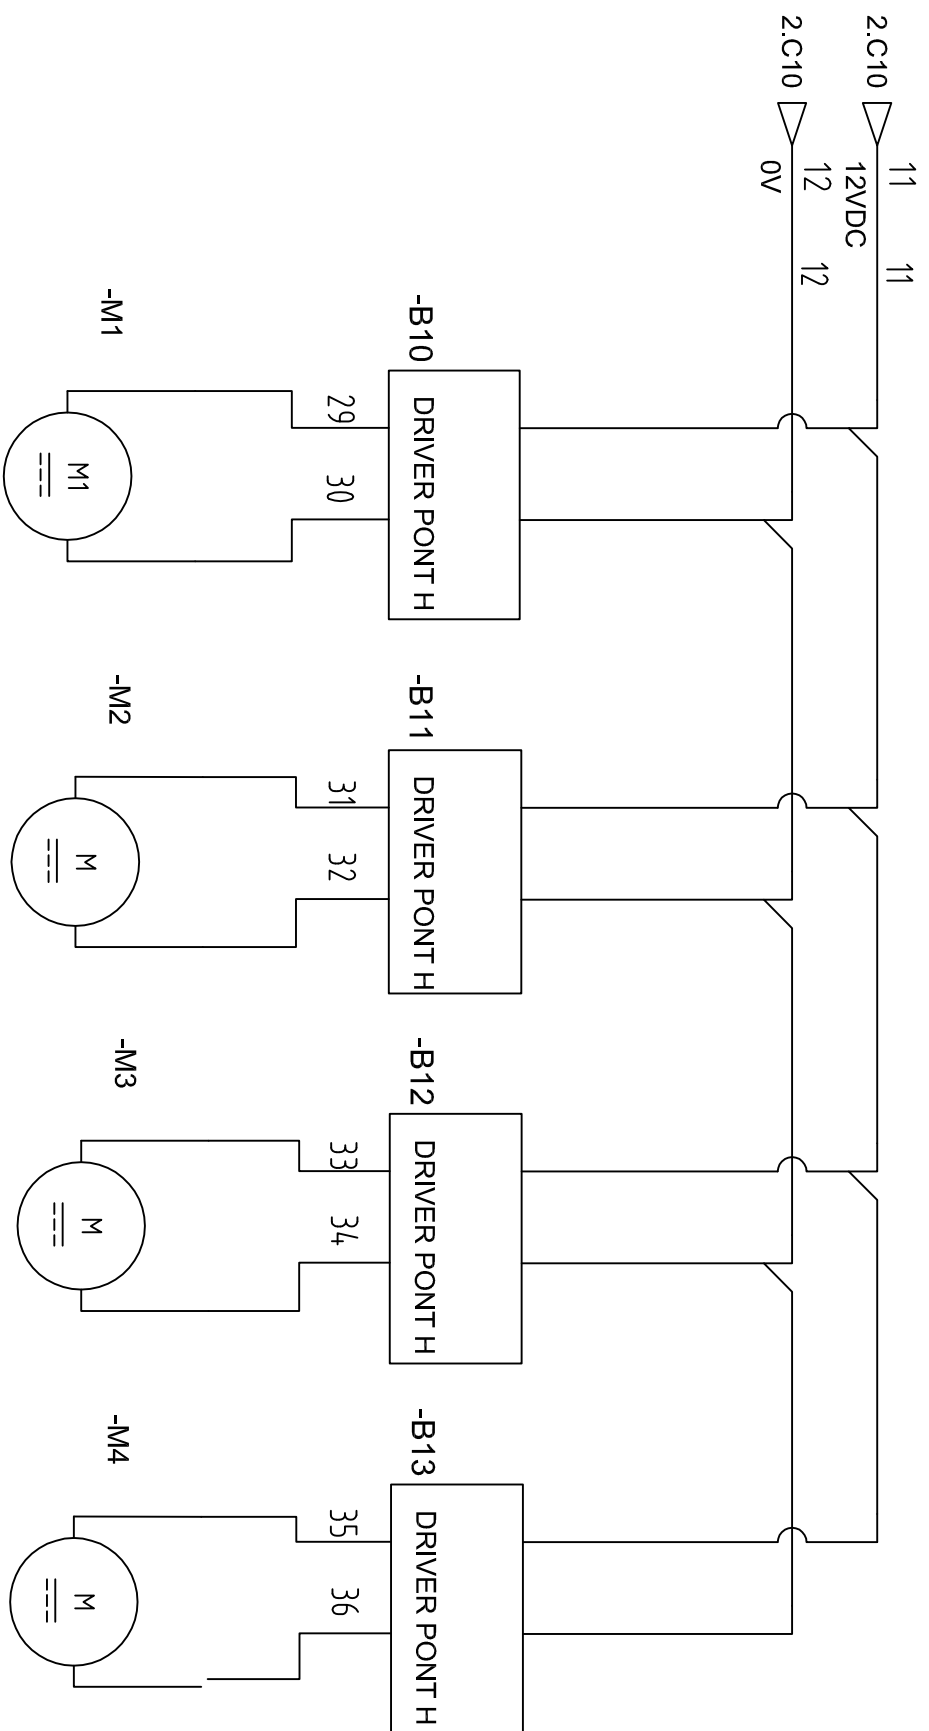 2.C10
11
11
12VDC
2.C10
12
12
0V
-B10
DRIVER PONT H
-B11
DRIVER PONT H
-B12
DRIVER PONT H
-B13
DRIVER PONT H
29
30
31
32
33
34
35
36
-M1
M1
-M2
M
-M3
M
-M4
M